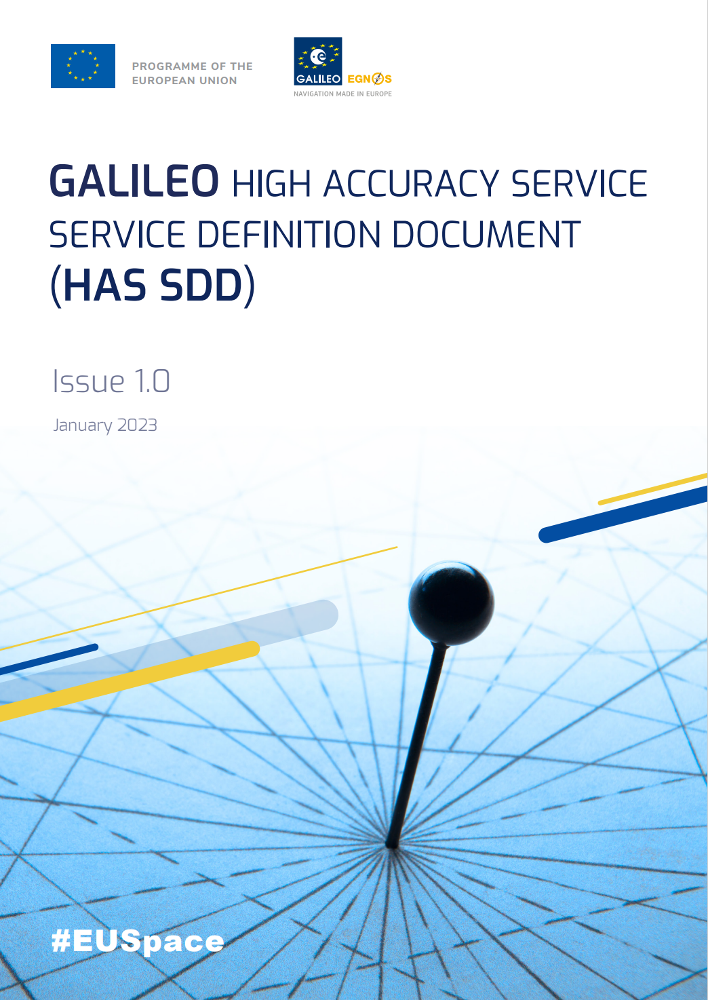 PROGRAMME OF THE
EUROPEAN UNION
GALILEO EGNOS
NAVIGATION MADE IN EUROPE
GALILEO HIGH ACCURACY SERVICE
SERVICE DEFINITION DOCUMENT
(HAS SDD)
Issue 1.0
January 2023
#EUSpace